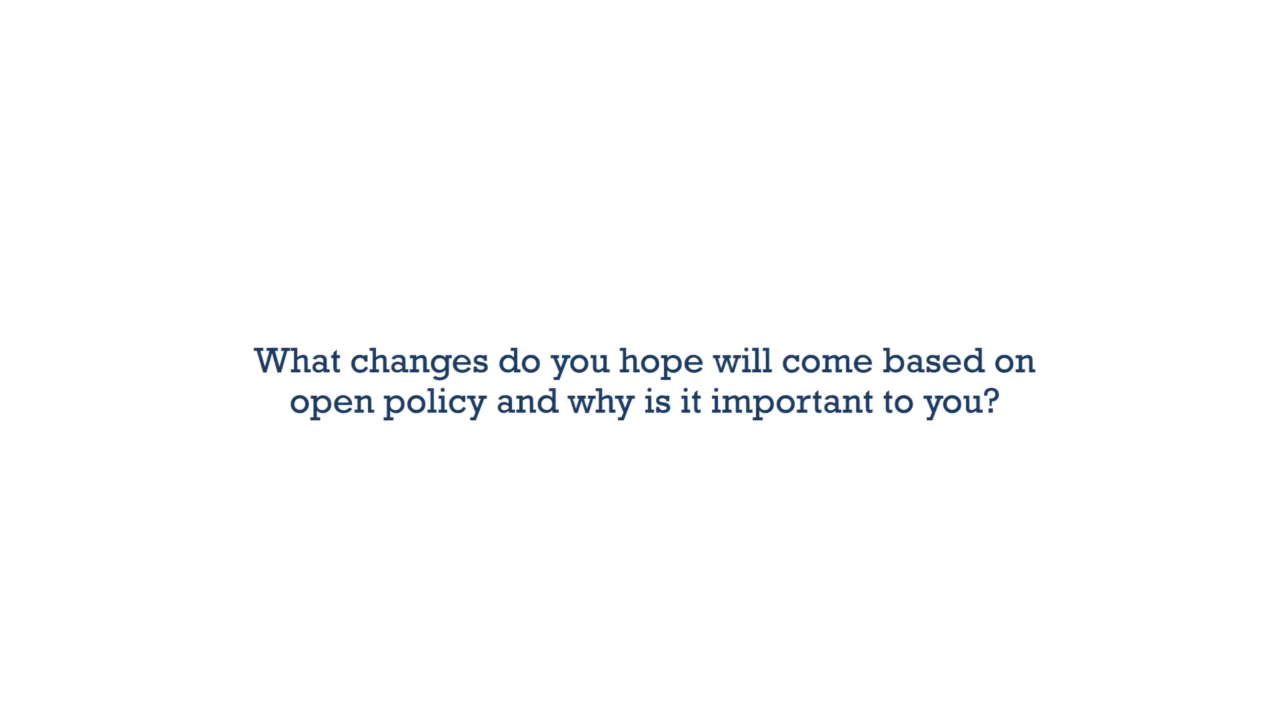 What changes do you hope will come based on
open policy and why is it important to you?